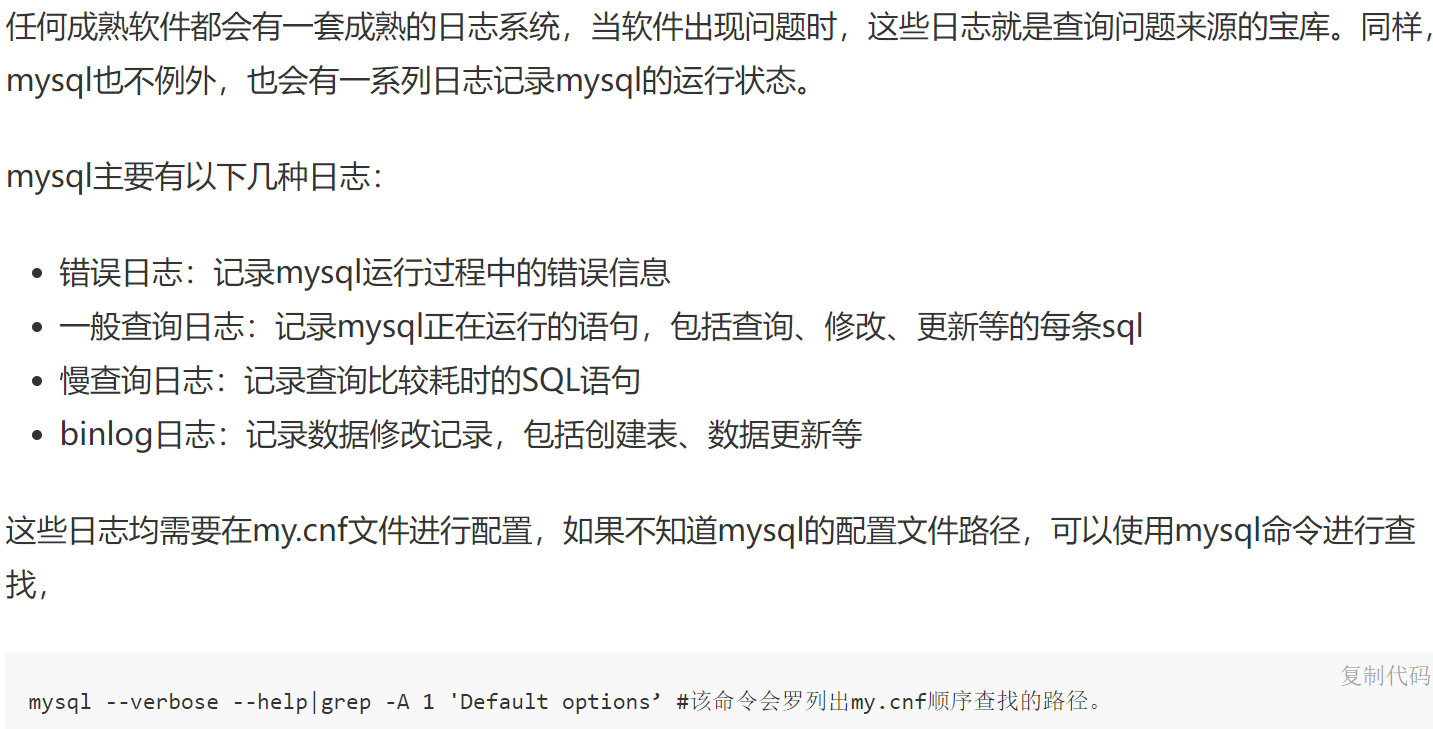 任何成熟软件都会有一套成熟的日志系统，当软件出现问题时，这些日志就是查询问题来源的宝库。同样，
mysql也不例外，也会有一系列日志记录mysql的运行状态。
mysql主要有以下几种日志：
• 错误日志：记录mysql运行过程中的错误信息
• 一般查询日志：记录mysql正在运行的语句，包括查询、修改、更新等的每条sql
• 慢查询日志：记录查询比较耗时的SQL语句
• binlog日志：记录数据修改记录，包括创建表、数据更新等
这些日志均需要在my.cnf文件进行配置，如果不知道mysql的配置文件路径，可以使用mysql命令进行查
找，
复制代码
mysql --verbose --help|grep -A 1 'Default options’ #该命令会罗列出my.cnf顺序查找的路径。